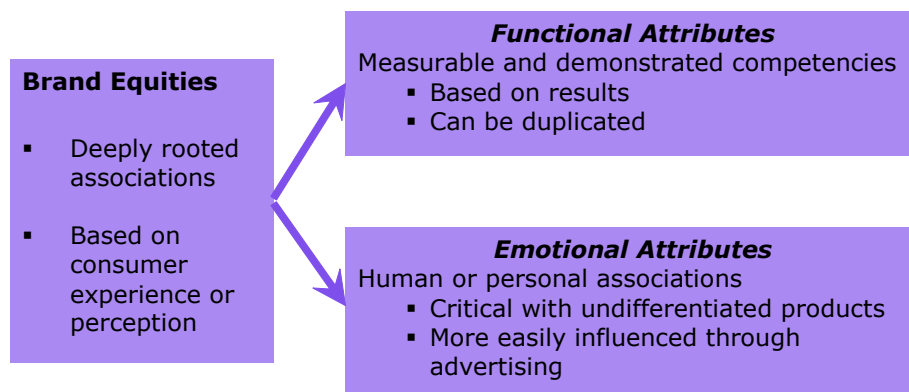 Brand Equities
▪ Deeply rooted
associations
▪ Based on
consumer
experience or
perception
Functional Attributes
Measurable and demonstrated competencies
▪ Based on results
▪ Can be duplicated
Emotional Attributes
Human or personal associations
▪ Critical with undifferentiated products
▪ More easily influenced through
advertising